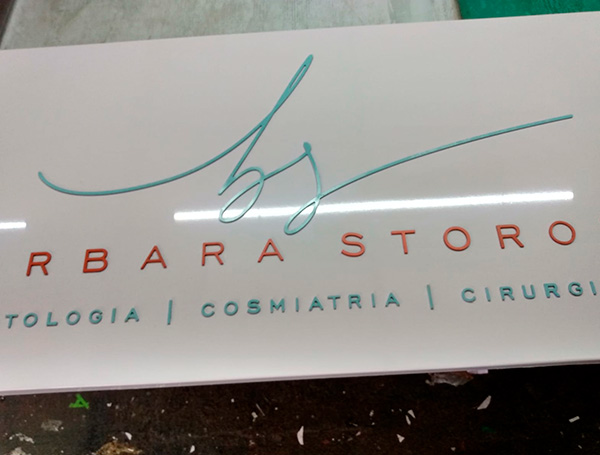 bs
RBARA STORO
TOLOGIA | COSMIATRIA | CIRURGI